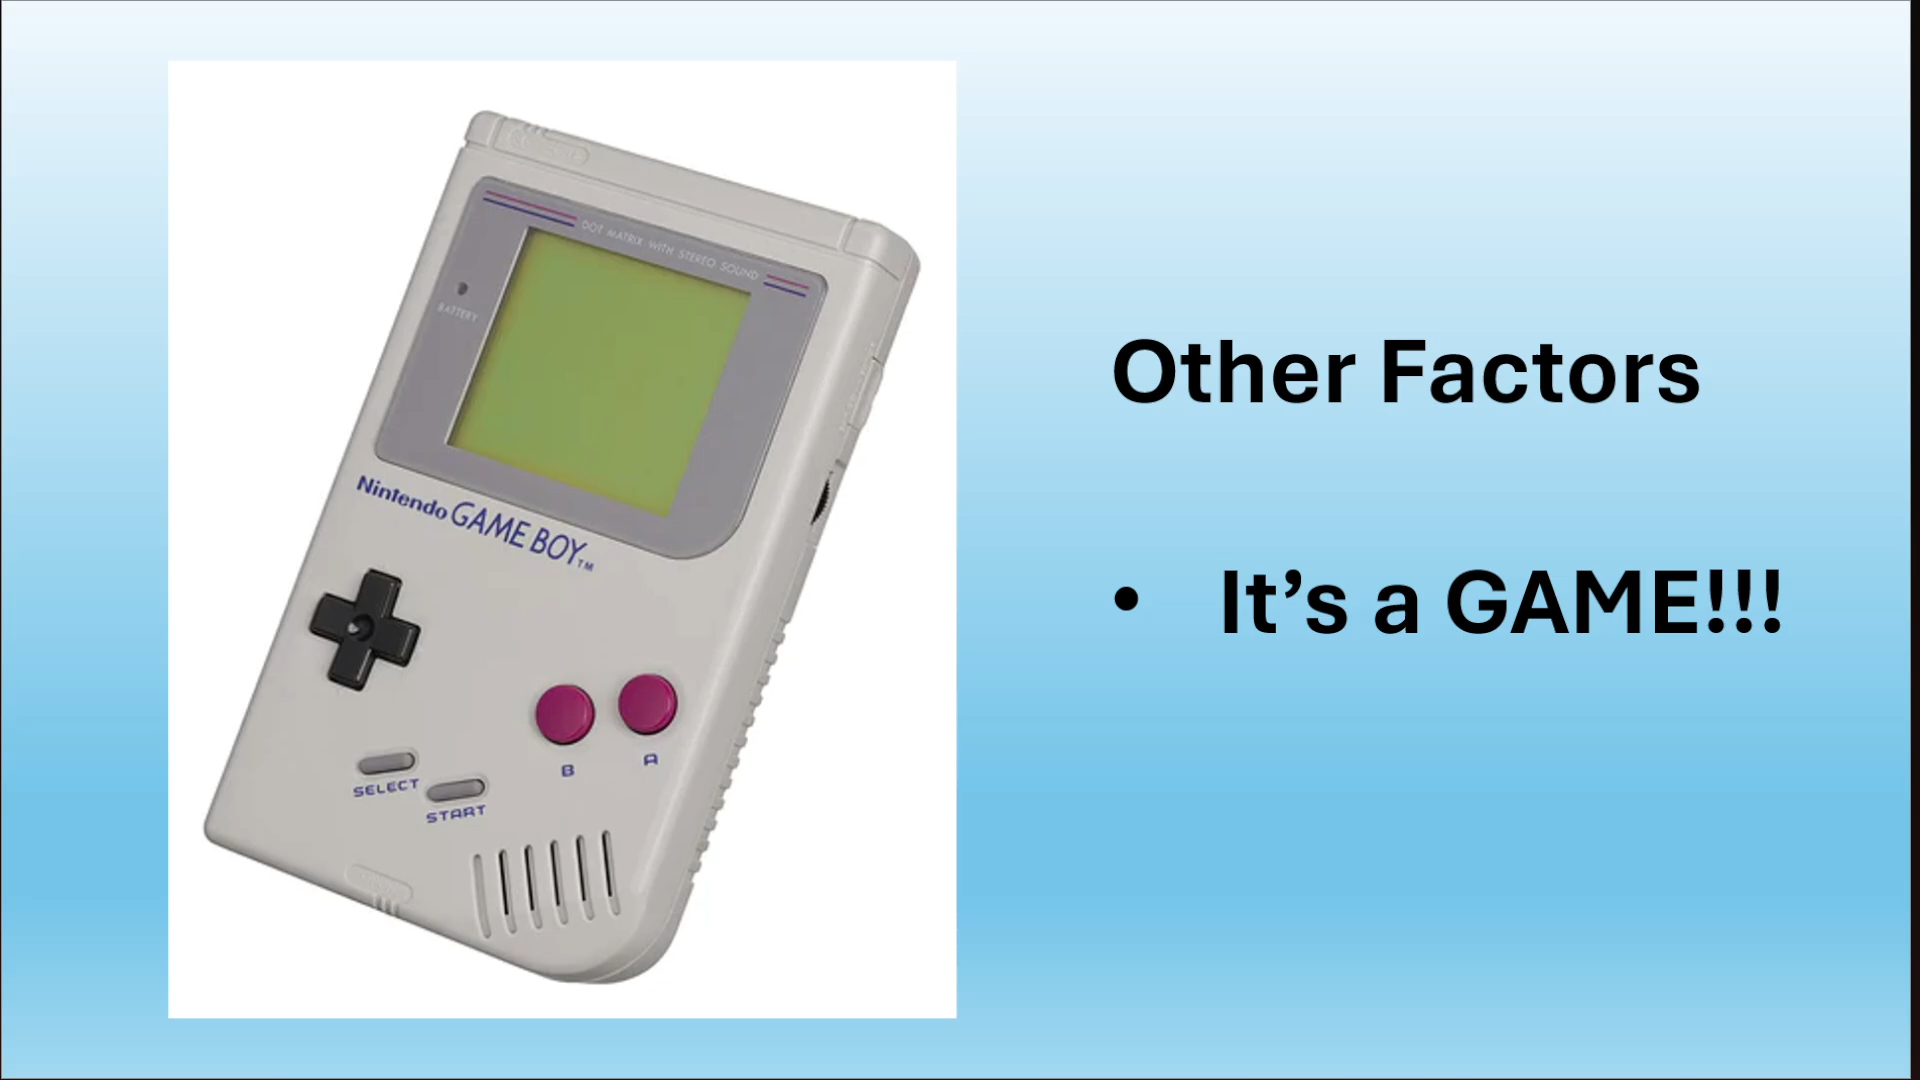 DOT MATRIX WITH STEREO SOUND
BATTERY
Nintendo GAME BOY™
B
A
SELECT
START
Other Factors
• It’s a GAME!!!